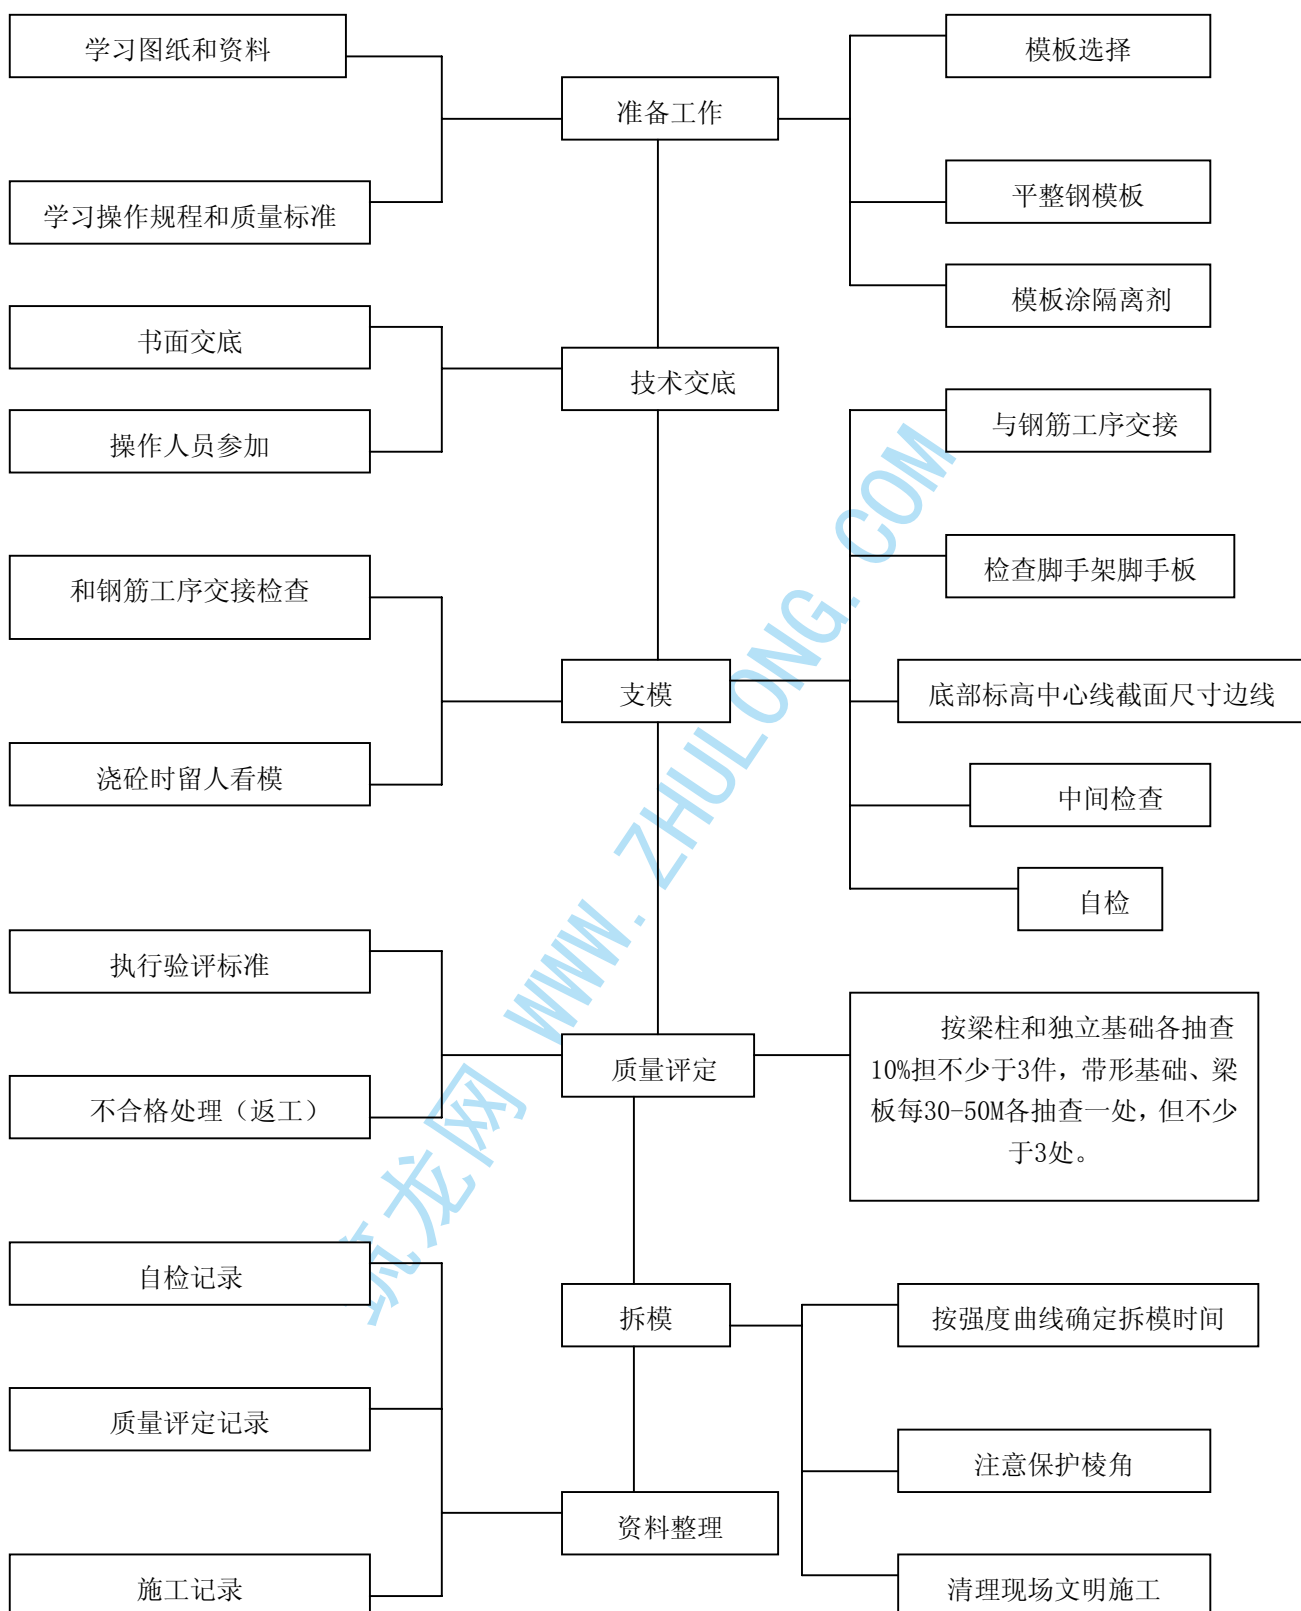 学习图纸和资料
模板选择
准备工作
平整钢模板
学习操作规程和质量标准
模板涂隔离剂
书面交底
技术交底
与钢筋工序交接
操作人员参加
检查脚手架脚手板
和钢筋工序交接检查
支模
底部标高中心线截面尺寸边线
浇砼时留人看模
中间检查
自检
执行验评标准
按梁柱和独立基础各抽查
10%担不少于3件，带形基础、梁
板每30-50M各抽查一处，但不少
于3处。
质量评定
不合格处理（返工）
自检记录
拆模
按强度曲线确定拆模时间
质量评定记录
注意保护棱角
资料整理
施工记录
清理现场文明施工
筑龙网 WWW.ZHULONG.COM